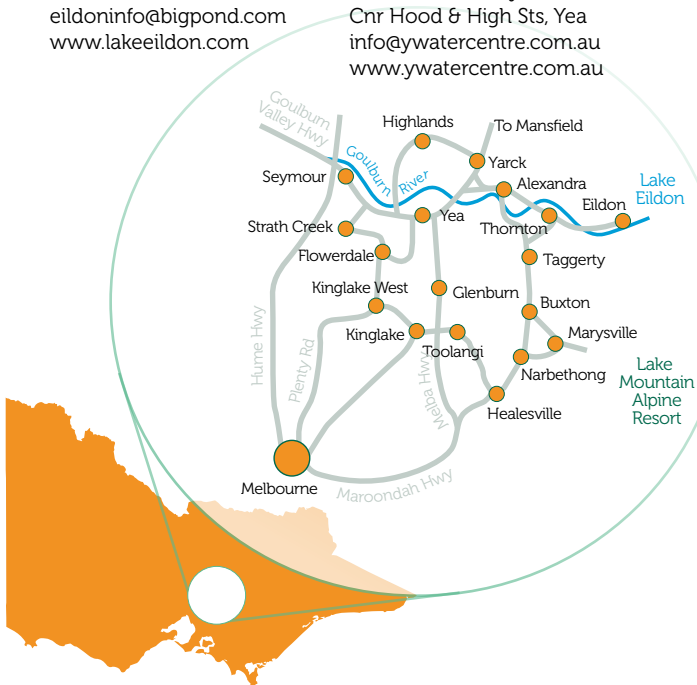 eildoninfo@bigpond.com
www.lakeeildon.com
Cnr Hood & High Sts, Yea
info@ywatercentre.com.au
www.ywatercentre.com.au
Goulburn
Valley Hwy
Highlands
To Mansfield
Goulburn
River
Yarck
Seymour
Alexandra
Lake
Eildon
Eildon
Yea
Thornton
Strath Creek
Flowerdale
Taggerty
Kinglake West
Glenburn
Buxton
Hume Hwy
Plenty Rd
Kinglake
Toolangi
Marysville
Melba Hwy
Narbethong
Lake
Mountain
Alpine
Resort
Healesville
Melbourne
Maroondah Hwy